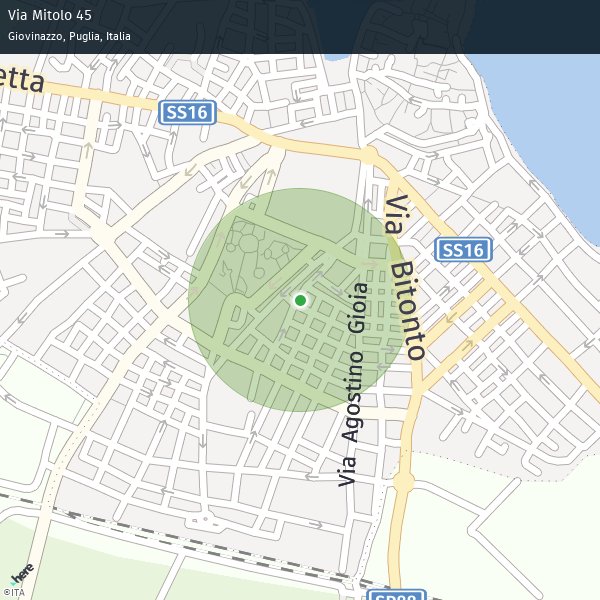 Via Mitolo 45
Giovinazzo, Puglia, Italia
etta
SS16
Via Bitonto
SS16
Via Agostino Gioia
here
©ITA
SP88